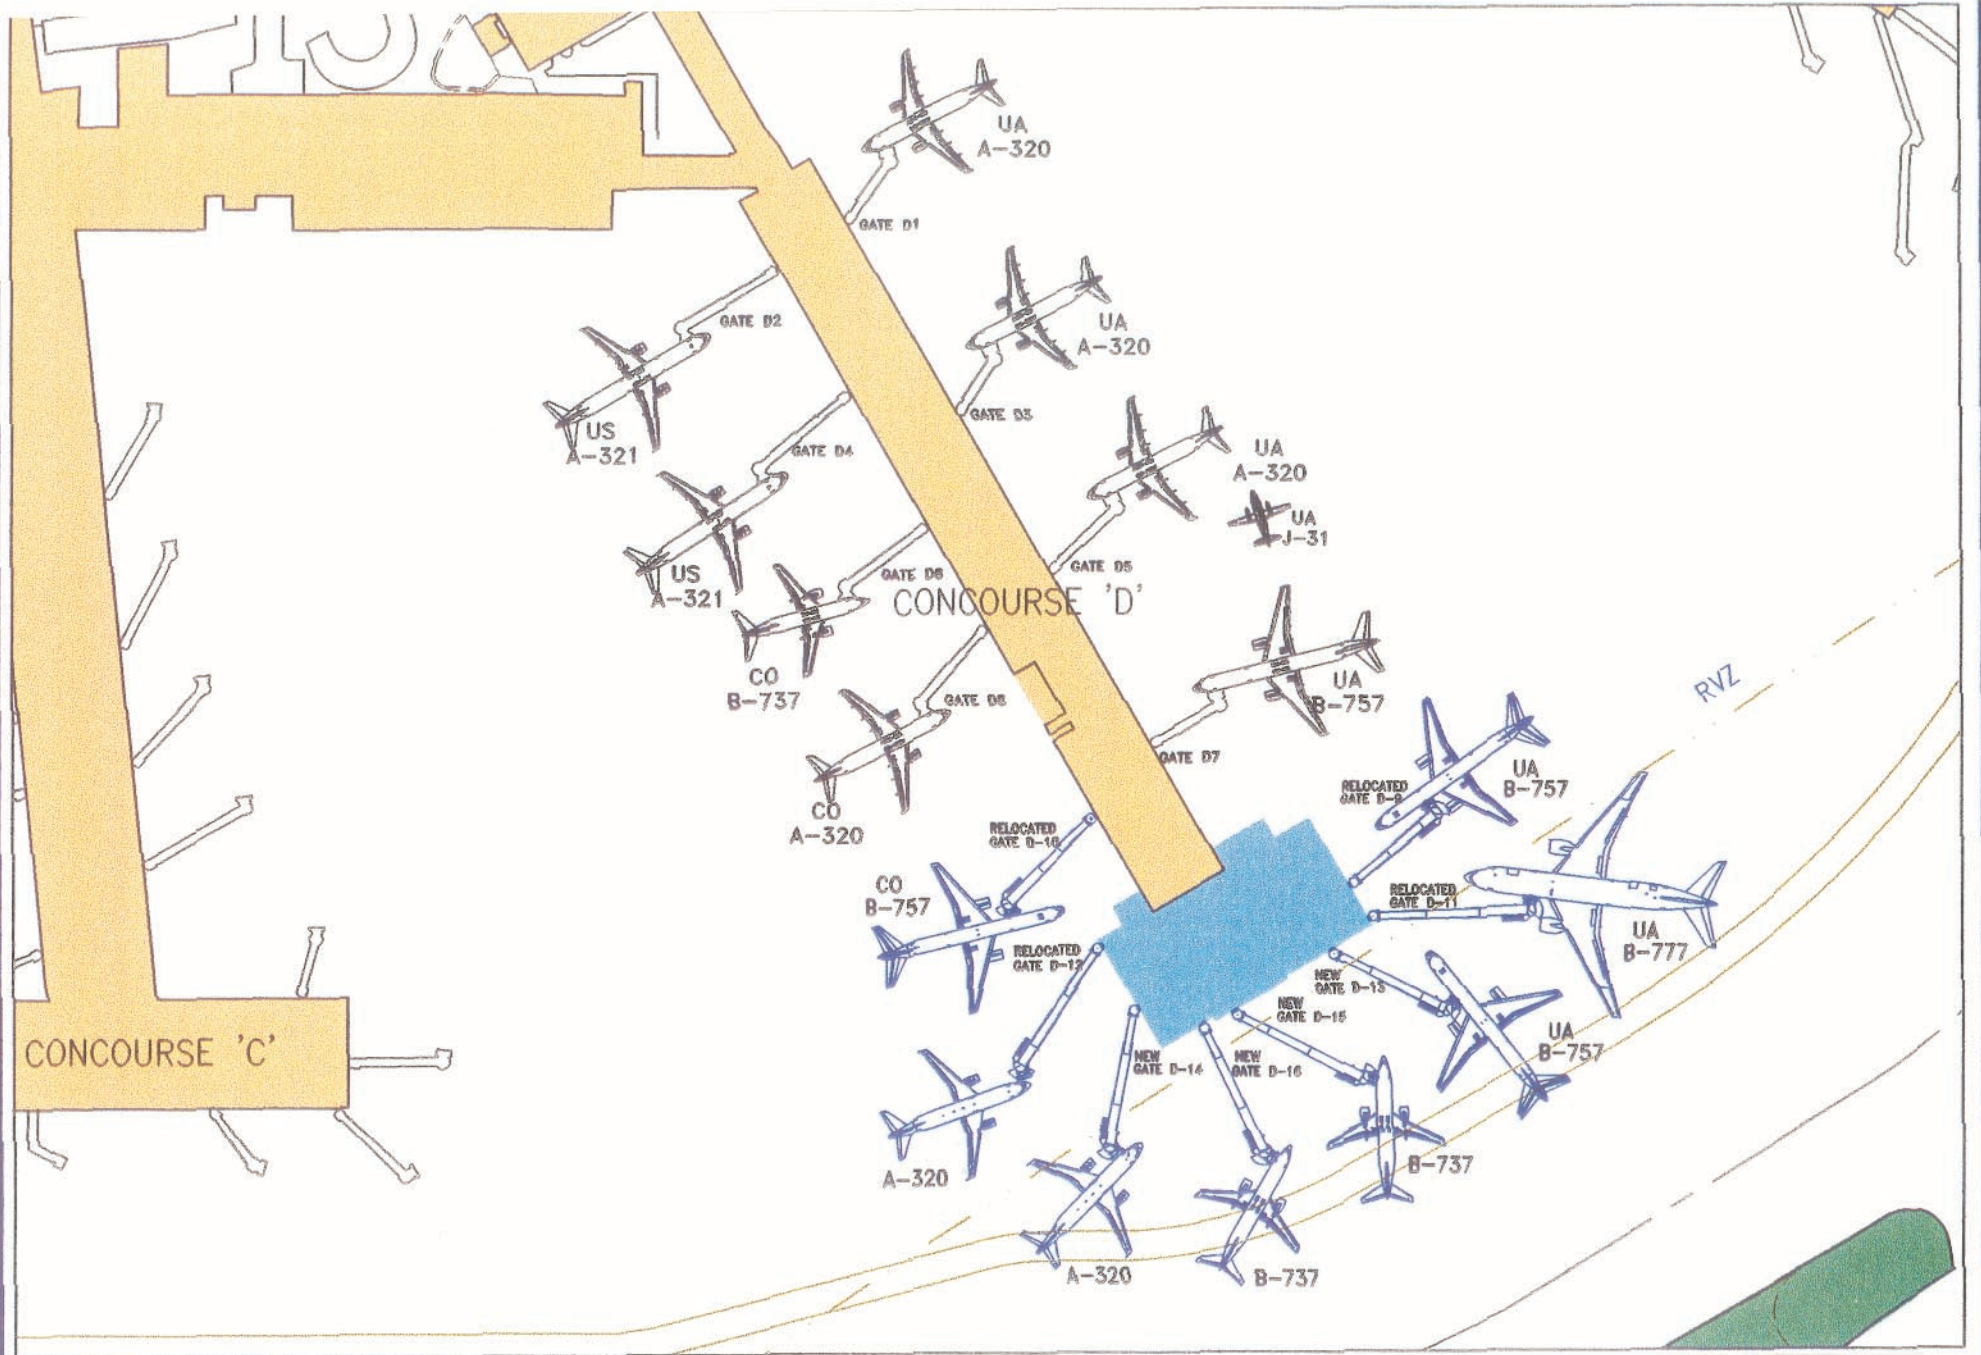 UA
A-320
GATE D1
GATE D2
UA
A-320
GATE D3
US
A-321
GATE D4
UA
A-320
UA
J-31
GATE D5
US
A-321
GATE D6
CONCOURSE 'D'
CO
B-737
UA
B-757
GATE D8
GATE D7
RVZ
CO
A-320
RELOCATED
GATE D-9
UA
B-757
RELOCATED
GATE D-10
CO
B-757
RELOCATED
GATE D-11
UA
B-777
RELOCATED
GATE D-12
NEW
GATE D-13
NEW
GATE D-15
UA
B-757
CONCOURSE 'C'
NEW
GATE D-14
NEW
GATE D-16
A-320
B-737
A-320
B-737